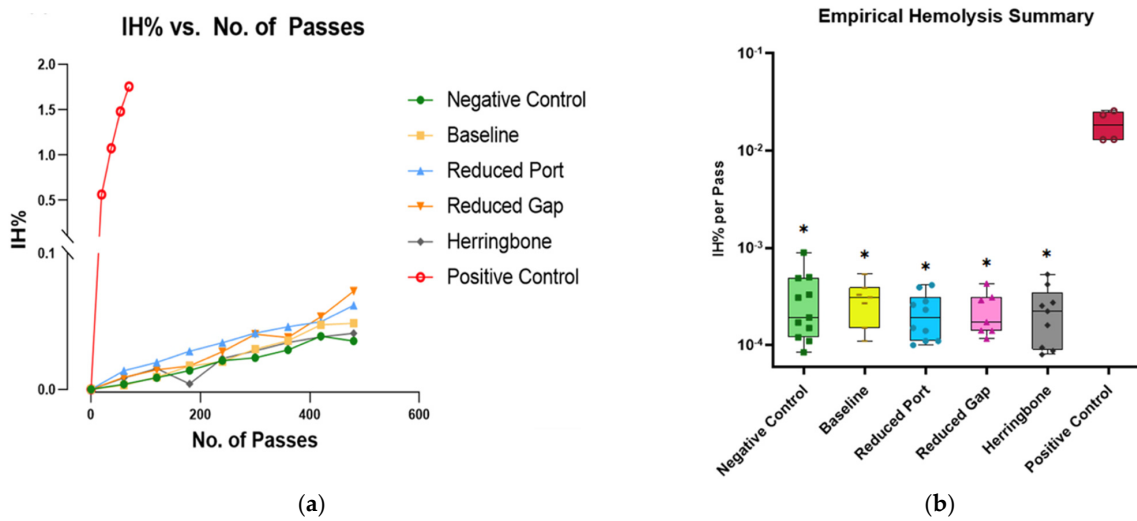 IH% vs. No. of Passes
2.0
1.5
1.0
0.5
0.1
0.0
IH%
0
200
400
600
No. of Passes
Negative Control
Baseline
Reduced Port
Reduced Gap
Herringbone
Positive Control
(a)
Empirical Hemolysis Summary
10-1
10-2
10-3
10-4
IH% per Pass
* * * * *
Negative Control
Baseline
Reduced Port
Reduced Gap
Herringbone
Positive Control
(b)